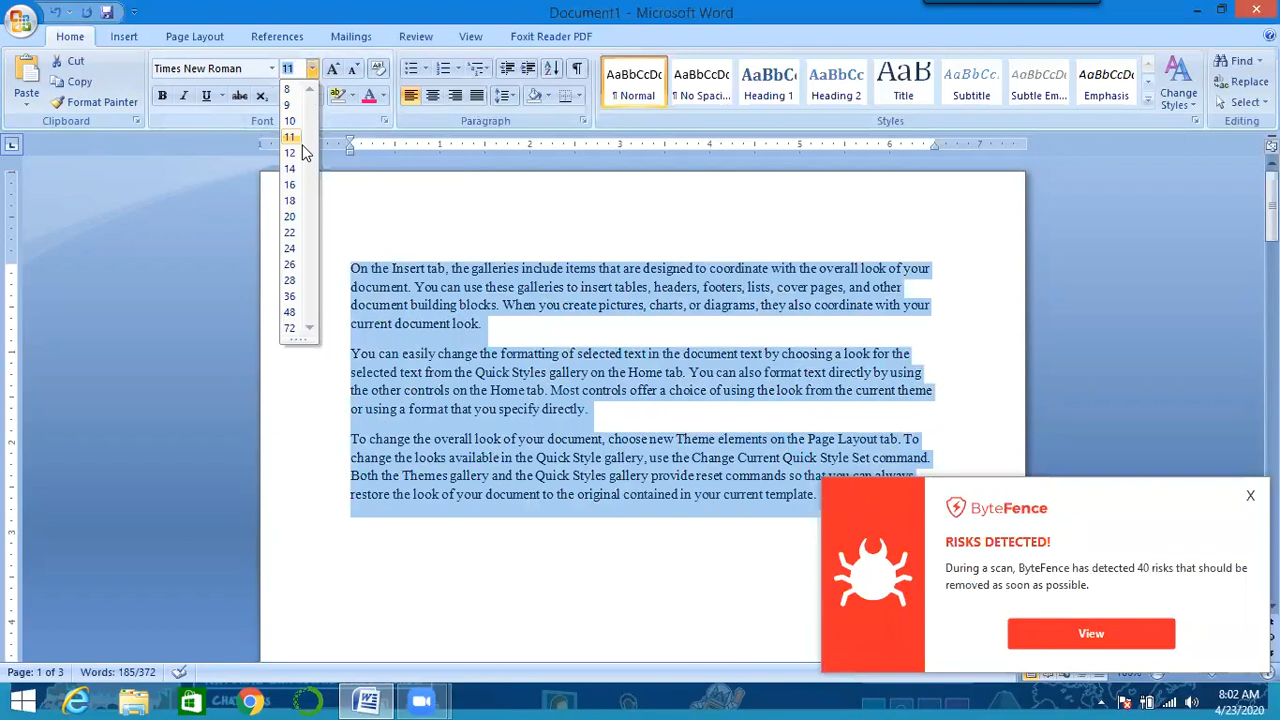 Document1 - Microsoft Word
Home Insert Page Layout References Mailings Review View Foxit Reader PDF
Paste
Cut
Copy
Format Painter
Clipboard
Times New Roman 11
B I U abc X₂
Font
Paragraph
AaBbCcDc AaBbCcDc AaBbCc AaBbCc AaB AaBbCc. AaBbCcDc AaBbCcDc
¶ Normal ¶ No Spaci... Heading 1 Heading 2 Title Subtitle Subtle Em... Emphasis
Change Styles
Styles
Find
Replace
Select
Editing
8
9
10
11
12
14
16
18
20
22
24
26
28
36
48
72
On the Insert tab, the galleries include items that are designed to coordinate with the overall look of your
document. You can use these galleries to insert tables, headers, footers, lists, cover pages, and other
document building blocks. When you create pictures, charts, or diagrams, they also coordinate with your
current document look.
You can easily change the formatting of selected text in the document text by choosing a look for the
selected text from the Quick Styles gallery on the Home tab. You can also format text directly by using
the other controls on the Home tab. Most controls offer a choice of using the look from the current theme
or using a format that you specify directly.
To change the overall look of your document, choose new Theme elements on the Page Layout tab. To
change the looks available in the Quick Style gallery, use the Change Current Quick Style Set command.
Both the Themes gallery and the Quick Styles gallery provide reset commands so that you can always
restore the look of your document to the original contained in your current template.
ByteFence
X
RISKS DETECTED!
During a scan, ByteFence has detected 40 risks that should be
removed as soon as possible.
View
Page: 1 of 3 Words: 185/372
8:02 AM
4/23/2020